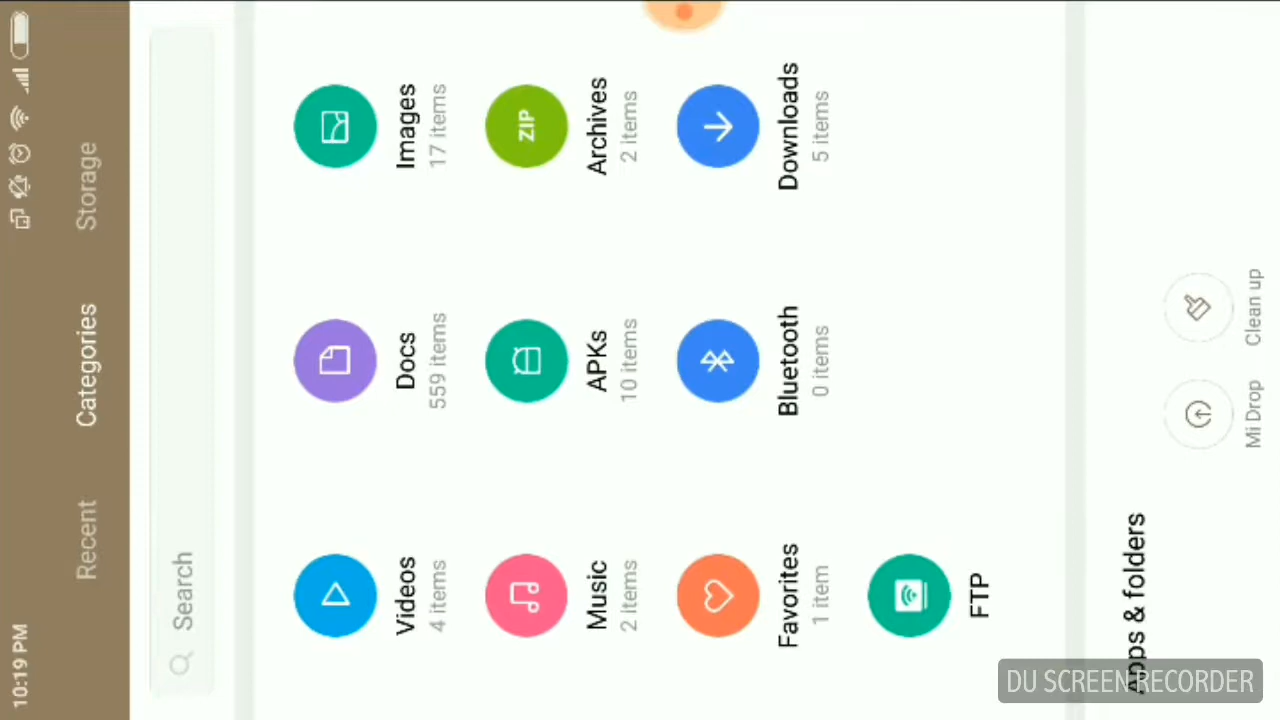 10:19 PM
Recent
Categories
Storage
Search
Videos
4 items
Docs
559 items
Images
17 items
Music
2 items
APKs
10 items
ZIP
Archives
2 items
Favorites
1 item
Bluetooth
0 items
Downloads
5 items
FTP
Apps & folders
Mi Drop
Clean up
DU SCREEN RECORDER